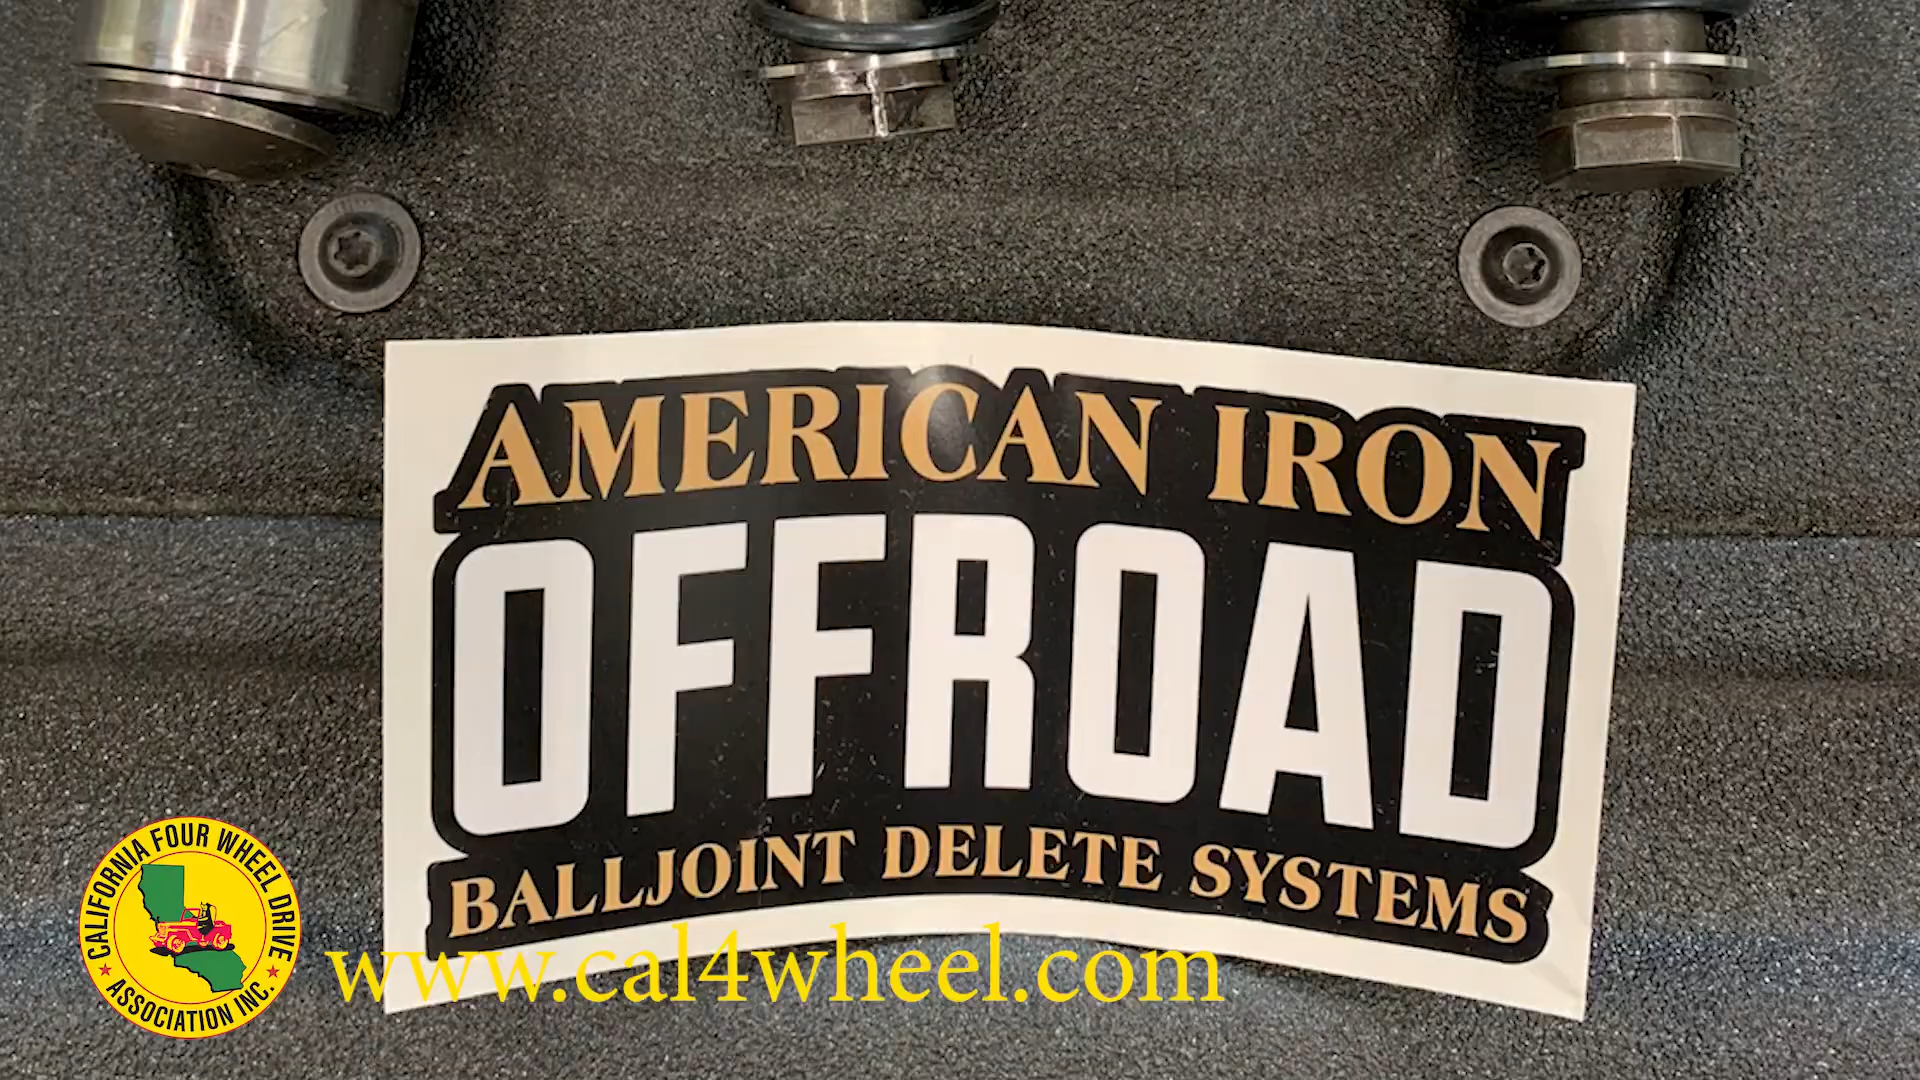 AMERICAN IRON
OFFROAD
BALLJOINT DELETE SYSTEMS
CALIFORNIA FOUR WHEEL DRIVE
ASSOCIATION INC.
www.cal4wheel.com